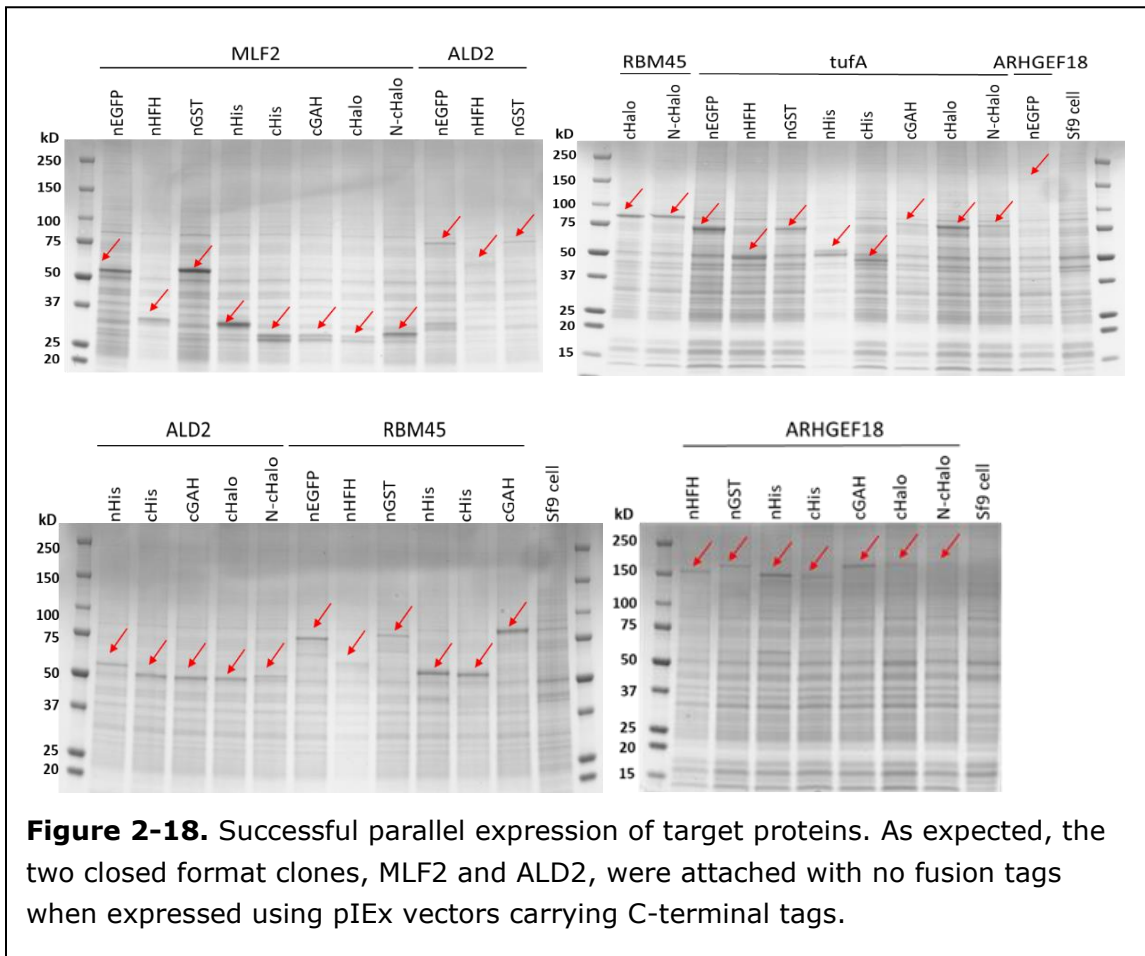 MLF2 ALD2
nEGFP nHFH nGST nHis cHis cGAH cHalo N-cHalo nEGFP nHFH nGST
kD
250
150
100
75
50
37
25
20
RBM45 tufA ARHGEF18
cHalo N-cHalo nEGFP nHFH nGST nHis cHis cGAH cHalo N-cHalo nEGFP Sf9 cell
kD
250
150
100
75
50
37
25
20
15
ALD2 RBM45
nHis cHis cGAH cHalo N-cHalo nEGFP nHFH nGST nHis cHis cGAH Sf9 cell
kD
250
150
100
75
50
37
25
20
ARHGEF18
nHFH nGST nHis cHis cGAH cHalo N-cHalo Sf9 cell
kD
250
150
100
50
37
25
20
15
Figure 2-18. Successful parallel expression of target proteins. As expected, the
two closed format clones, MLF2 and ALD2, were attached with no fusion tags
when expressed using pIEx vectors carrying C-terminal tags.